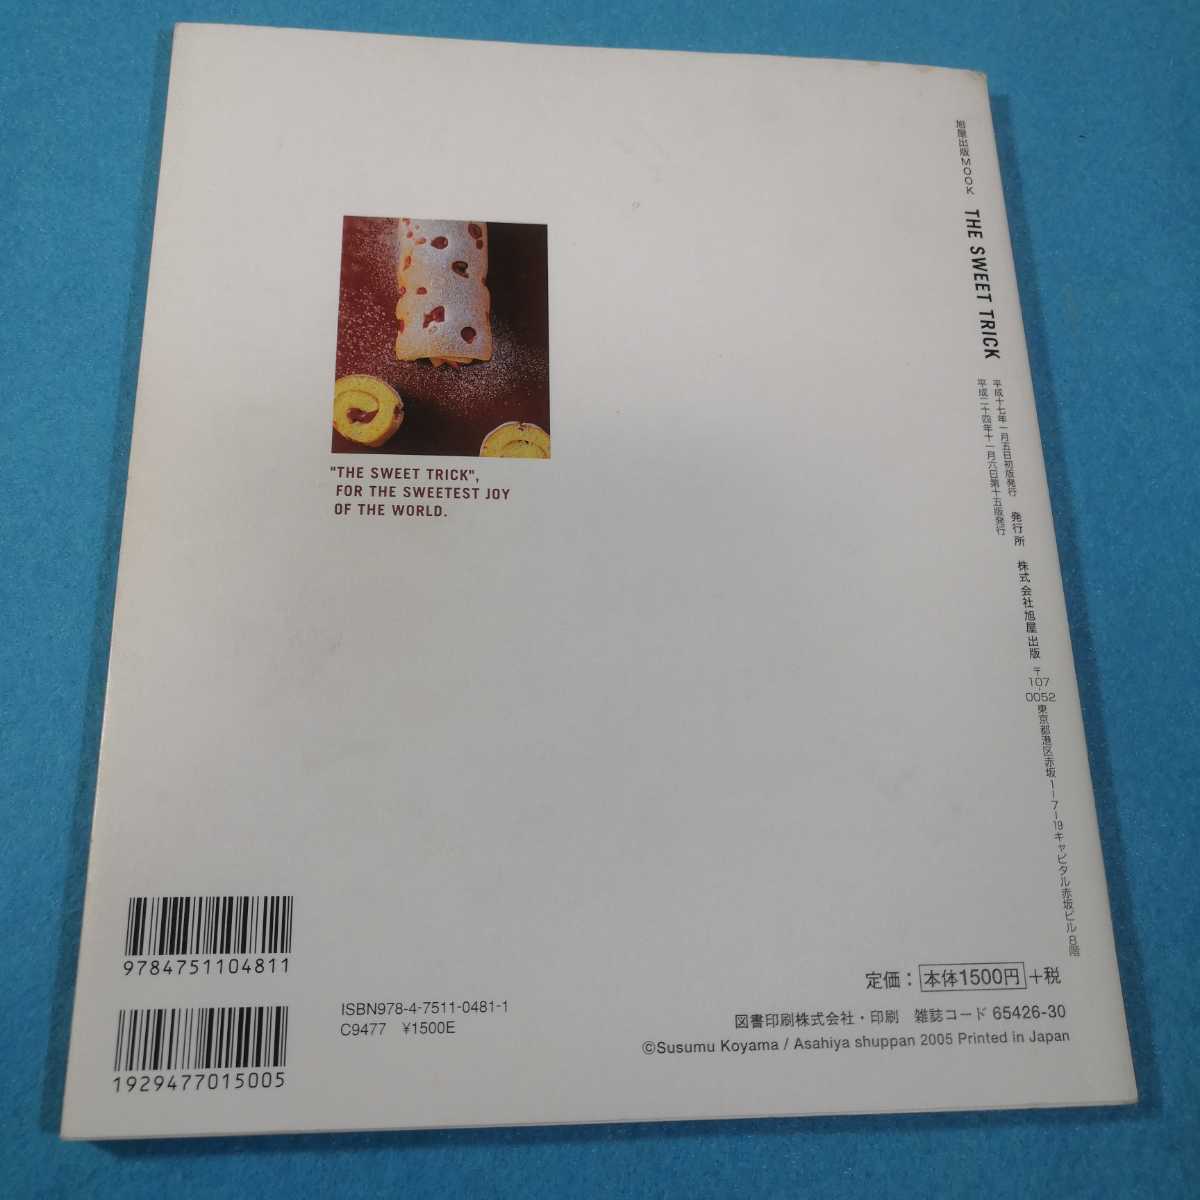 旭屋出版MOOK THE SWEET TRICK
平成十七年一月五日初版発行
平成二十四年十一月六日第十五版発行
発行所 株式会社旭屋出版 〒107-0052 東京都港区赤坂1-7-19キャピタル赤坂ビル8階
"THE SWEET TRICK",
FOR THE SWEETEST JOY
OF THE WORLD.
9784751104811
1929477015005
ISBN978-4-7511-0481-1
C9477 ¥1500E
定価：本体1500円+税
図書印刷株式会社・印刷 雑誌コード 65426-30
©Susumu Koyama / Asahiya shuppan 2005 Printed in Japan